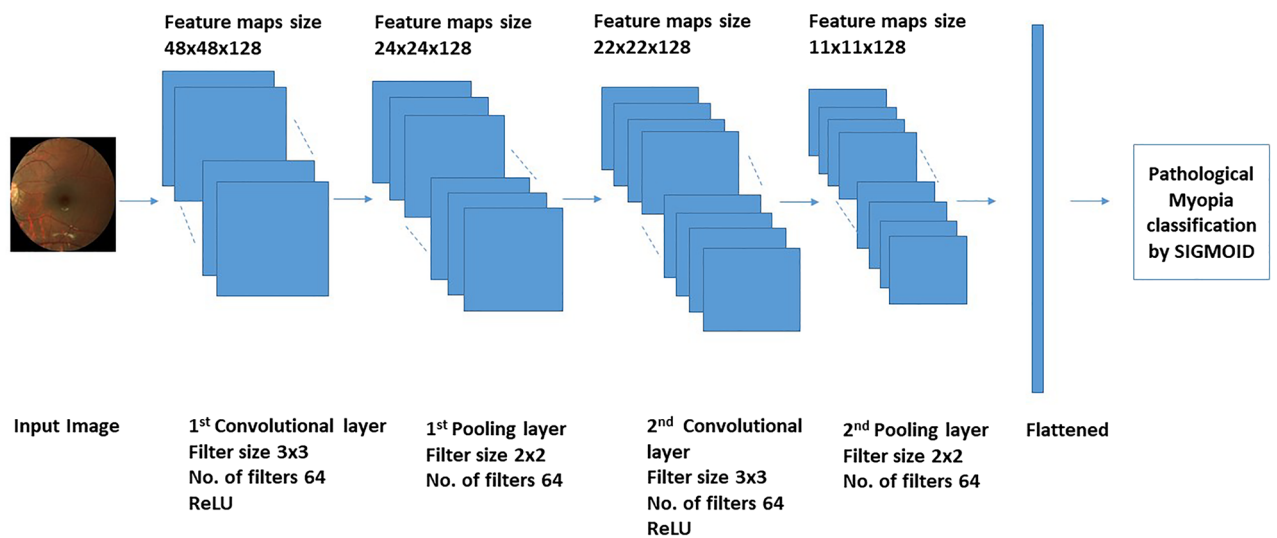 Feature maps size
48x48x128
Feature maps size
24x24x128
Feature maps size
22x22x128
Feature maps size
11x11x128
Pathological
Myopia
classification
by SIGMOID
Input Image
1st Convolutional layer
Filter size 3x3
No. of filters 64
ReLU
1st Pooling layer
Filter size 2x2
No. of filters 64
2nd Convolutional
layer
Filter size 3x3
No. of filters 64
ReLU
2nd Pooling layer
Filter size 2x2
No. of filters 64
Flattened